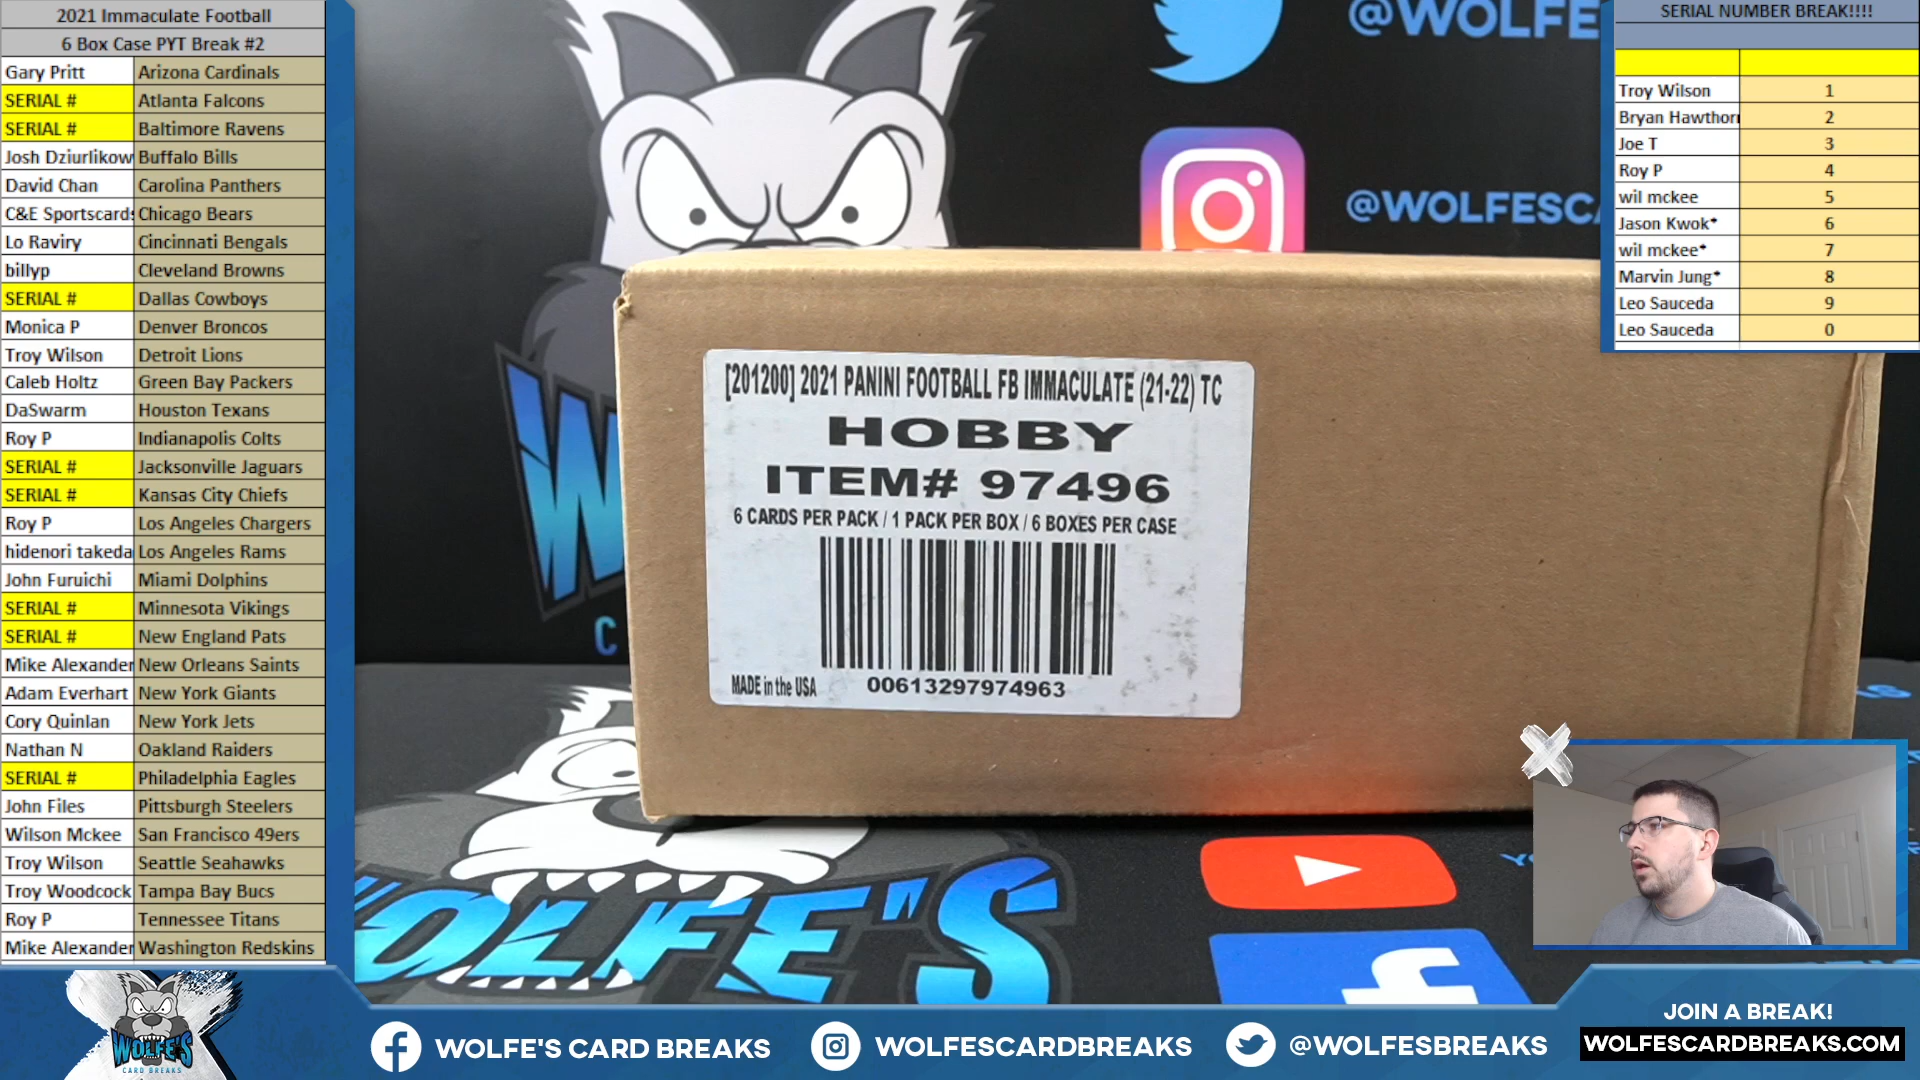 2021 Immaculate Football
6 Box Case PYT Break #2
Gary Pritt Arizona Cardinals
SERIAL # Atlanta Falcons
SERIAL # Baltimore Ravens
Josh Dziurlikow Buffalo Bills
David Chan Carolina Panthers
C&E Sportscards Chicago Bears
Lo Raviry Cincinnati Bengals
billyp Cleveland Browns
SERIAL # Dallas Cowboys
Monica P Denver Broncos
Troy Wilson Detroit Lions
Caleb Holtz Green Bay Packers
DaSwarm Houston Texans
Roy P Indianapolis Colts
SERIAL # Jacksonville Jaguars
SERIAL # Kansas City Chiefs
Roy P Los Angeles Chargers
hidenori takeda Los Angeles Rams
John Furuichi Miami Dolphins
SERIAL # Minnesota Vikings
SERIAL # New England Pats
Mike Alexander New Orleans Saints
Adam Everhart New York Giants
Cory Quinlan New York Jets
Nathan N Oakland Raiders
SERIAL # Philadelphia Eagles
John Files Pittsburgh Steelers
Wilson Mckee San Francisco 49ers
Troy Wilson Seattle Seahawks
Troy Woodcock Tampa Bay Bucs
Roy P Tennessee Titans
Mike Alexander Washington Redskins
@WOLFE
@WOLFESC
[201200] 2021 PANINI FOOTBALL FB IMMACULATE (21-22) TC
HOBBY
ITEM# 97496
6 CARDS PER PACK / 1 PACK PER BOX / 6 BOXES PER CASE
MADE in the USA 00613297974963
WOLFE'S
SERIAL NUMBER BREAK!!!!
Troy Wilson 1
Bryan Hawthorn 2
Joe T 3
Roy P 4
wil mckee 5
Jason Kwok* 6
wil mckee* 7
Marvin Jung* 8
Leo Sauceda 9
Leo Sauceda 0
WOLFE'S
CARD BREAKS
WOLFE'S CARD BREAKS
WOLFESCARDBREAKS
@WOLFESBREAKS
JOIN A BREAK!
WOLFESCARDBREAKS.COM